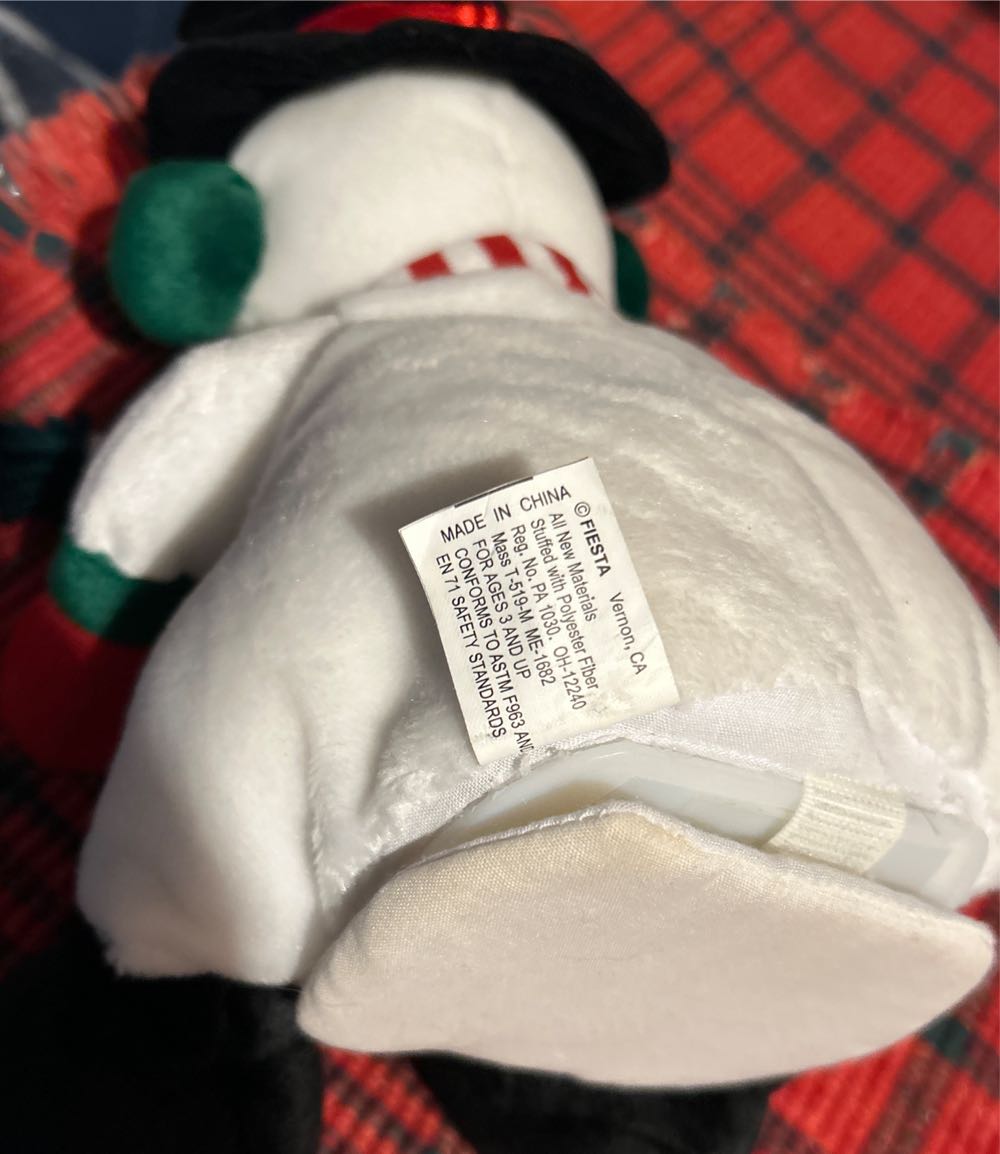 MADE IN CHINA
© FIESTA Vernon, CA
All New Materials
Stuffed with Polyester Fiber
Reg. No. PA 1030. OH-12240
Mass T-519-M ME-1682
FOR AGES 3 AND UP
CONFORMS TO ASTM F963 AND
EN 71 SAFETY STANDARDS